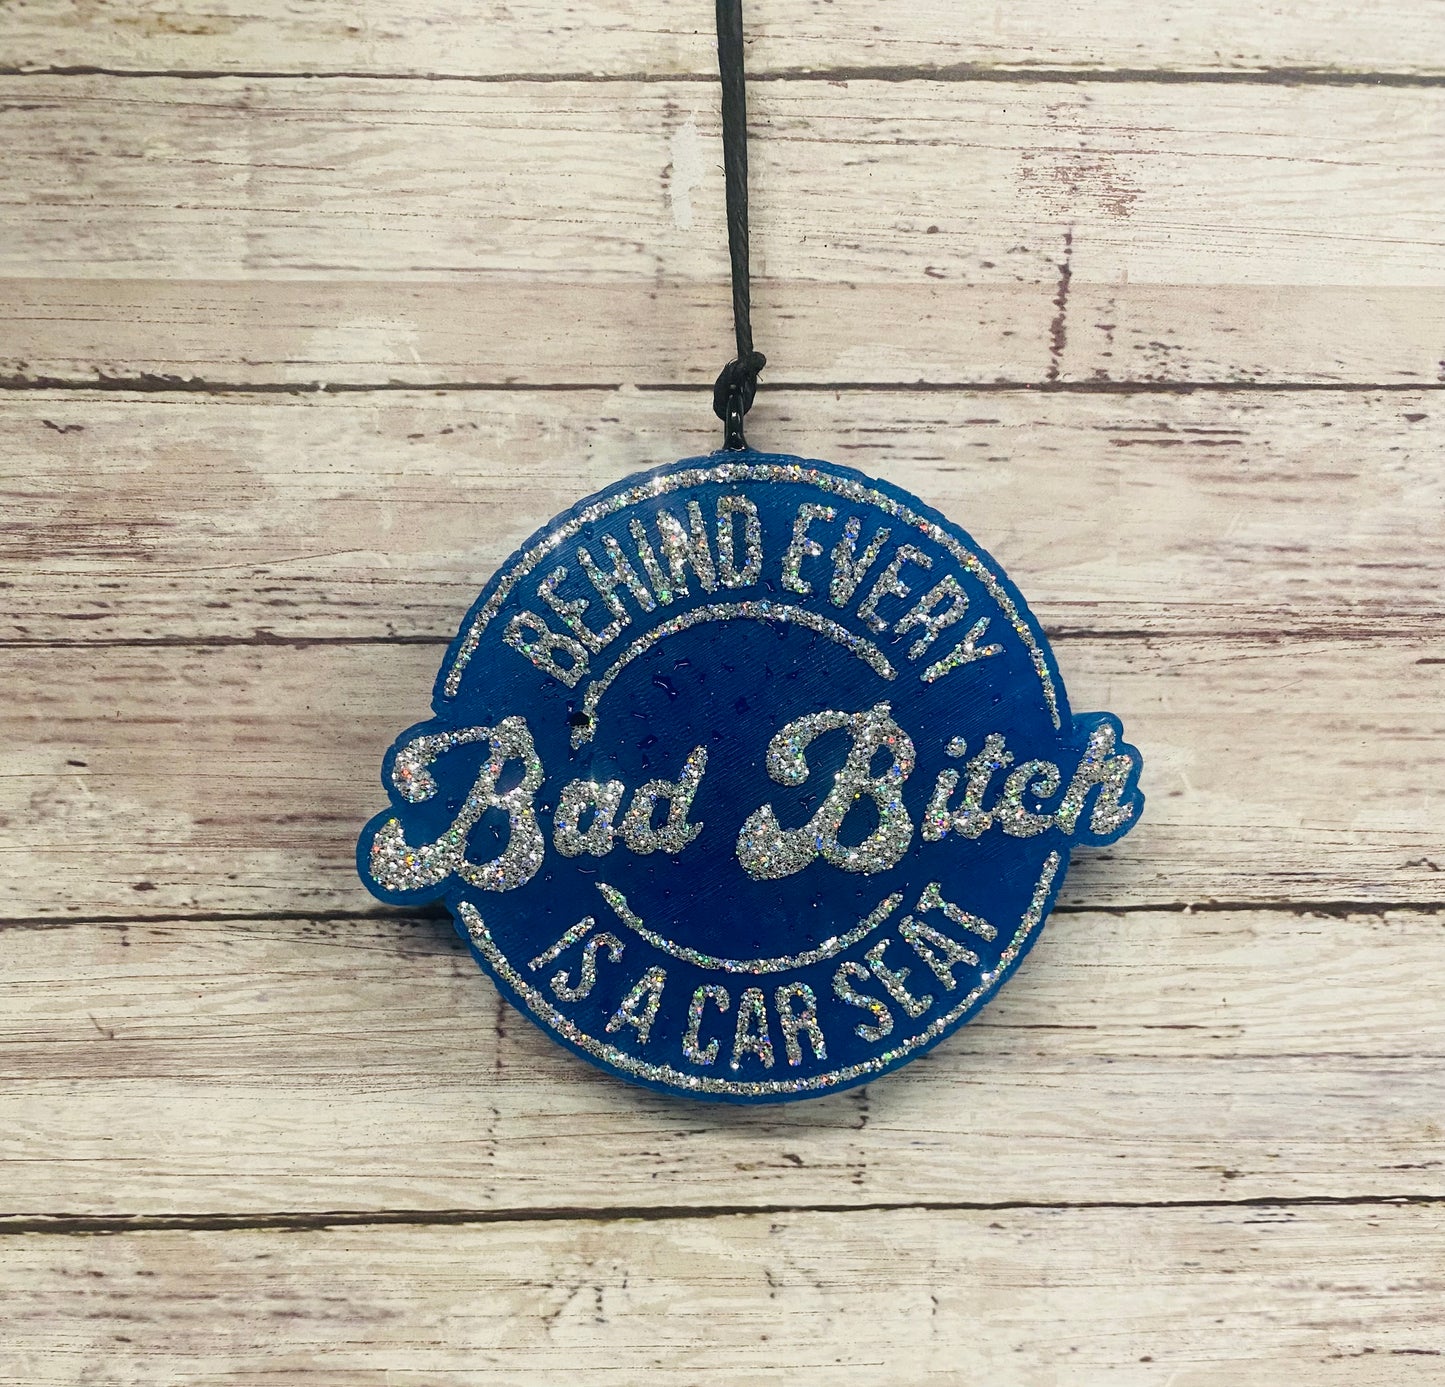 BEHIND EVERY
Bad Bitch
IS A CAR SEAT